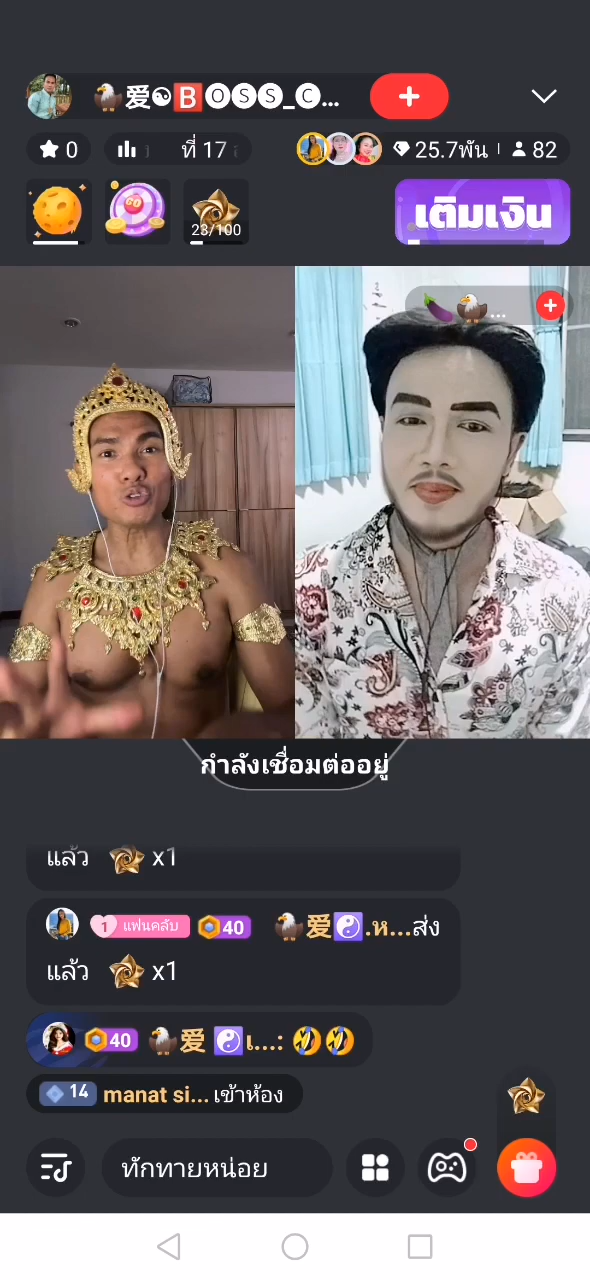 🦅爱☯🅱🅞🅢🅢_🅒...
0
ที่ 17
25.7พัน
82
GO
23/100
เติมเงิน
🍆🦅...
กำลังเชื่อมต่ออยู่
แล้ว x1
1 แฟนคลับ 40 🦅爱☯️.ห...ส่ง
แล้ว x1
40 🦅爱 ☯️เ...: 🤣🤣
14 manat si... เข้าห้อง
ทักทายหน่อย